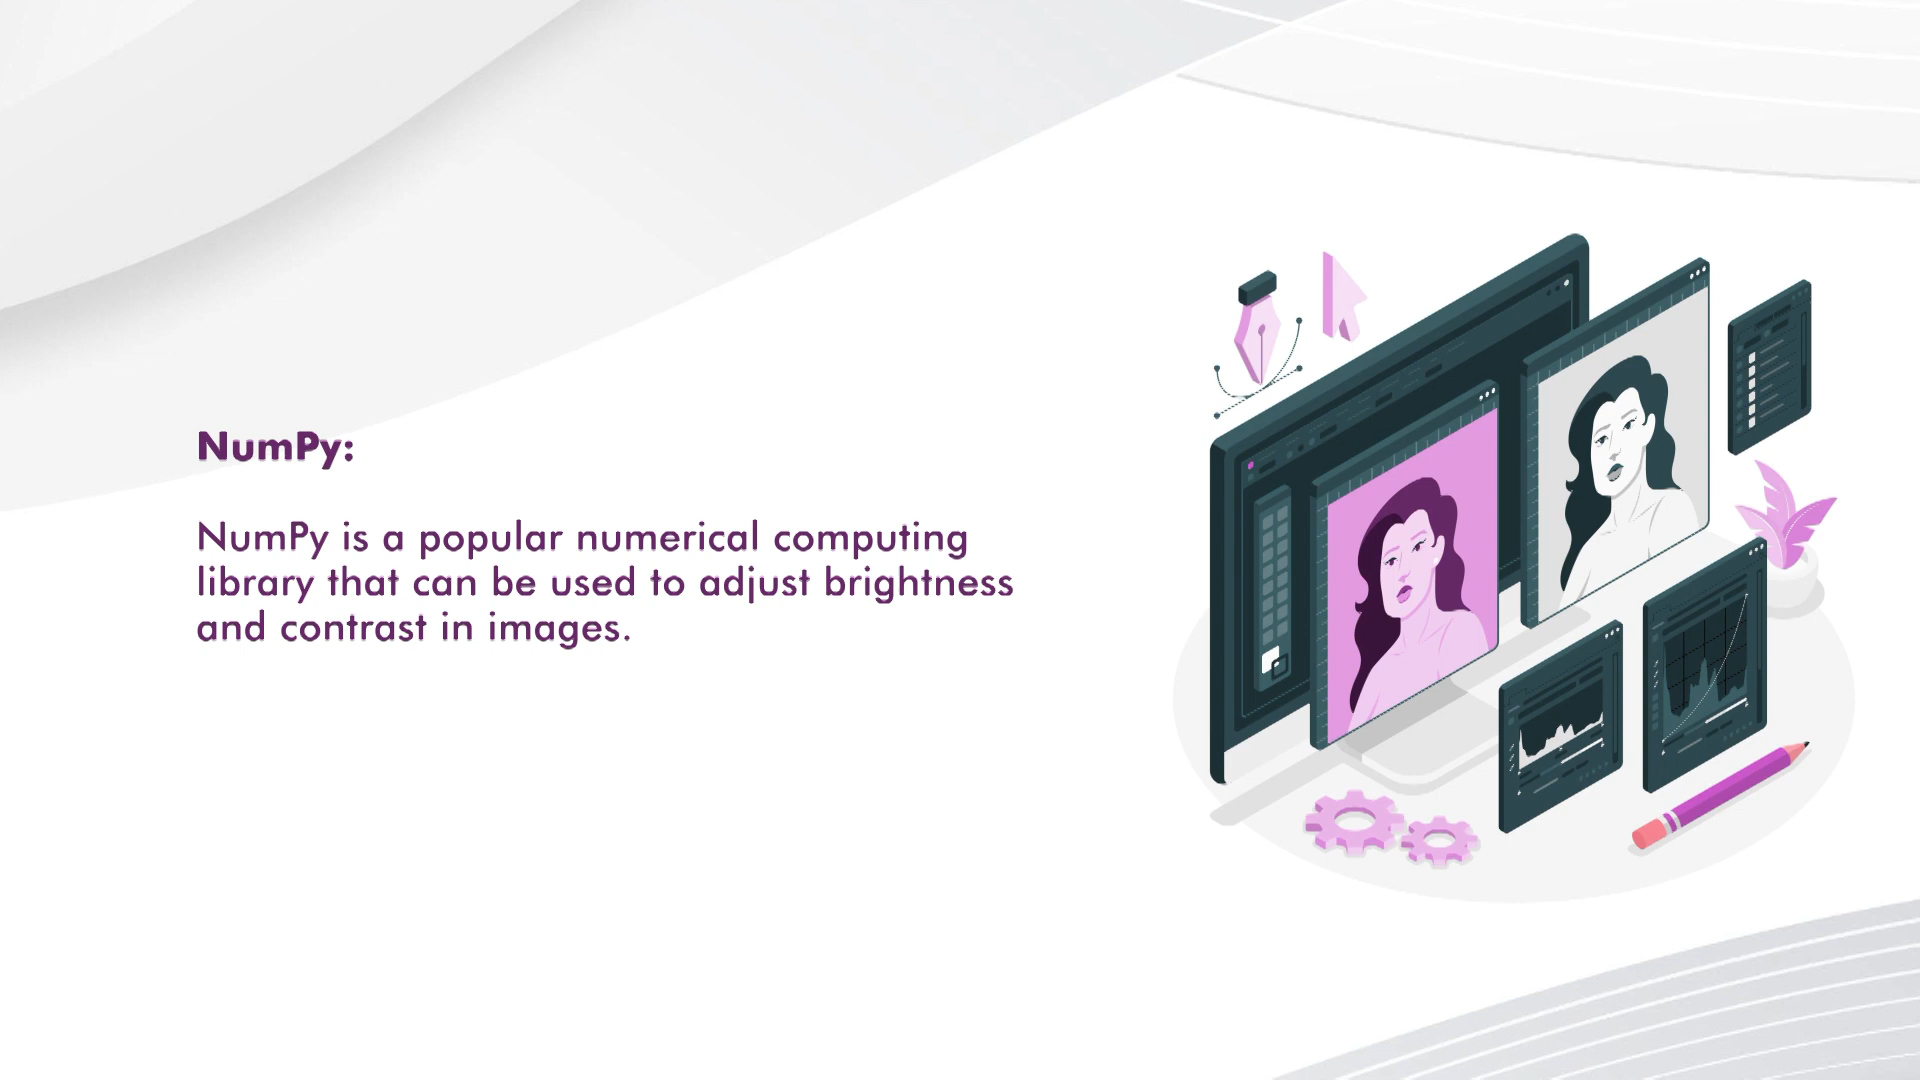 NumPy:
NumPy is a popular numerical computing
library that can be used to adjust brightness
and contrast in images.